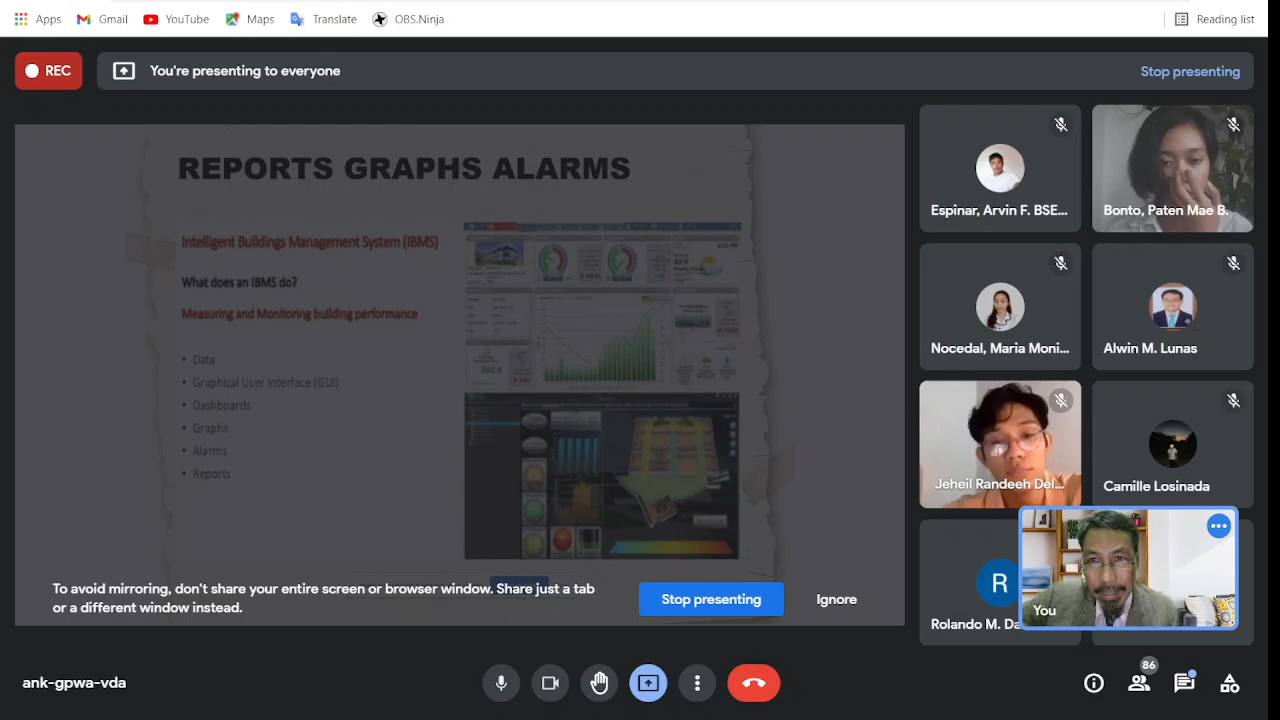 Apps
Gmail
YouTube
Maps
Translate
OBS.Ninja
Reading list
REC
You're presenting to everyone
Stop presenting
REPORTS GRAPHS ALARMS
Intelligent Buildings Management System (IBMS)
What does an IBMS do?
Measuring and Monitoring building performance
• Data
• Graphical User Interface (GUI)
• Dashboards
• Graphs
• Alarms
• Reports
To avoid mirroring, don't share your entire screen or browser window. Share just a tab
or a different window instead.
Stop presenting
Ignore
Espinar, Arvin F. BSE...
Bonto, Paten Mae B.
Nocedal, Maria Moni...
Alwin M. Lunas
Jeheil Randeeh Del...
Camille Losinada
R
Rolando M. Da
You
ank-gpwa-vda
86